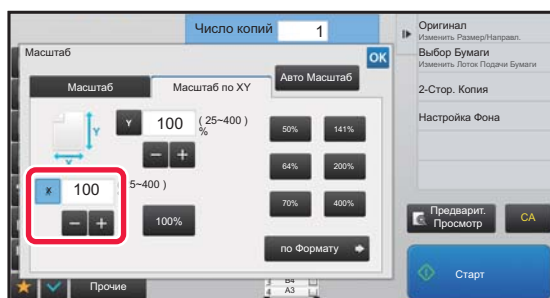 Число копий 1
Масштаб
OK
Масштаб
Масштаб по XY
Авто Масштаб
Y
Y 100 ( 25~400 )
%
X
X 100 5~400 )
100%
50% 141%
64% 200%
70% 400%
по Формату
Прочие
B4
4 A3
Оригинал
Изменить Размер/Направл.
Выбор Бумаги
Изменить Лоток Подачи Бумаги
2-Стор. Копия
Настройка Фона
Предварит.
Просмотр
CA
Старт